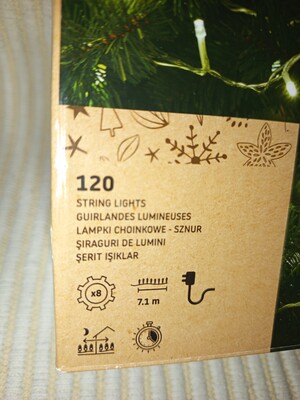 120
STRING LIGHTS
GUIRLANDES LUMINEUSES
LAMPKI CHOINKOWE - SZNUR
ŞIRAGURI DE LUMINI
ŞERIT IŞIKLAR
x8
7.1 m